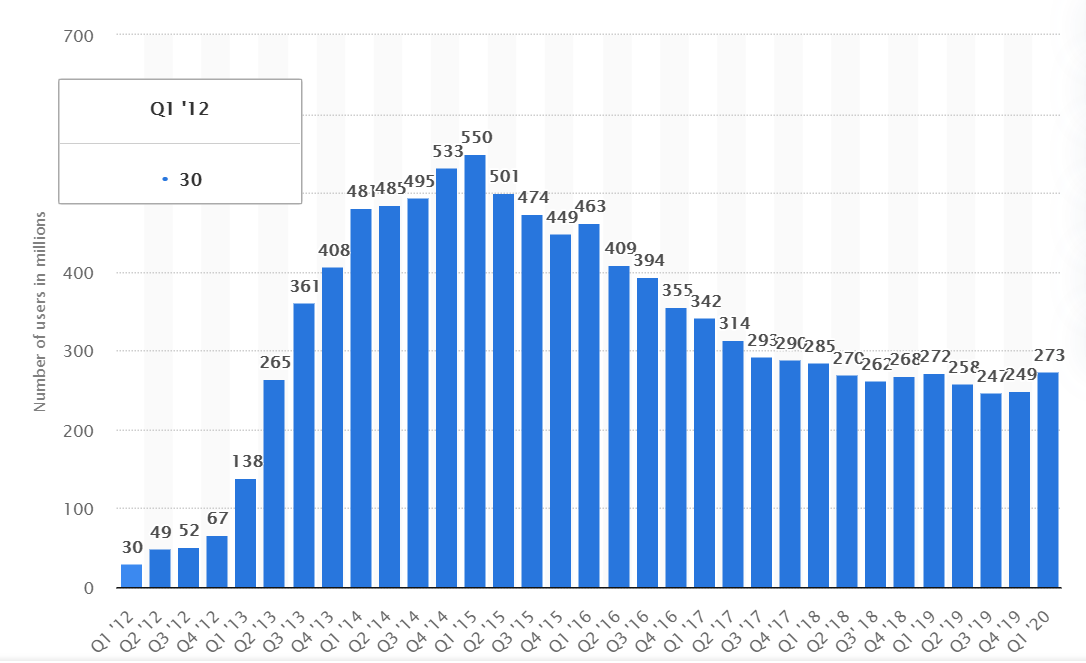 700
Q1 '12
• 30
Number of users in millions
400
300
200
100
0
30
49
52
67
138
265
361
408
481
485
495
533
550
501
474
449
463
409
394
355
342
314
293
290
285
270
262
268
272
258
247
249
273
Q1 '12
Q2 '12
Q3 '12
Q4 '12
Q1 '13
Q2 '13
Q3 '13
Q4 '13
Q1 '14
Q2 '14
Q3 '14
Q4 '14
Q1 '15
Q2 '15
Q3 '15
Q4 '15
Q1 '16
Q2 '16
Q3 '16
Q4 '16
Q1 '17
Q2 '17
Q3 '17
Q4 '17
Q1 '18
Q2 '18
Q3' '18
Q4 '18
Q1 '19
Q2 '19
Q3 '19
Q4 '19
Q1 '20